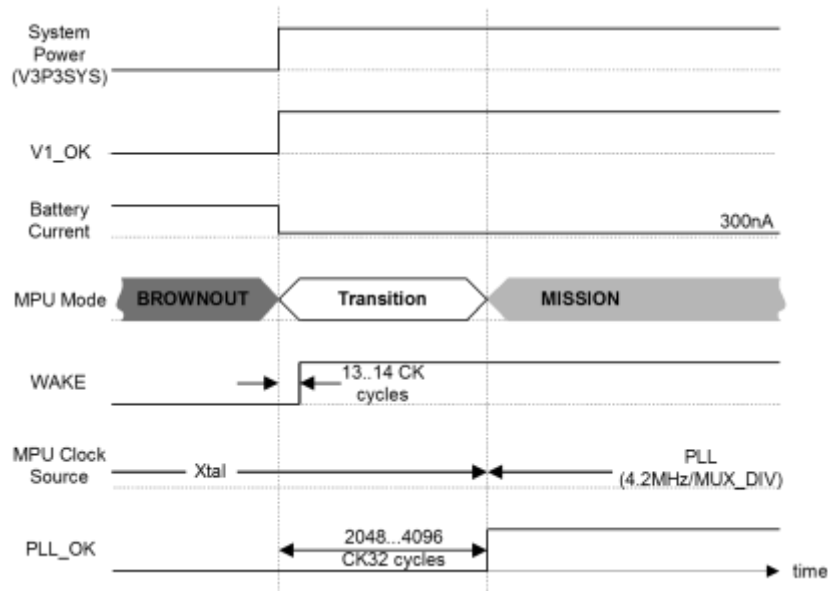 System
Power
(V3P3SYS)
V1_OK
Battery
Current
300nA
MPU Mode
BROWNOUT
Transition
MISSION
WAKE
13..14 CK
cycles
MPU Clock
Source
Xtal
PLL
(4.2MHz/MUX_DIV)
PLL_OK
2048...4096
CK32 cycles
time